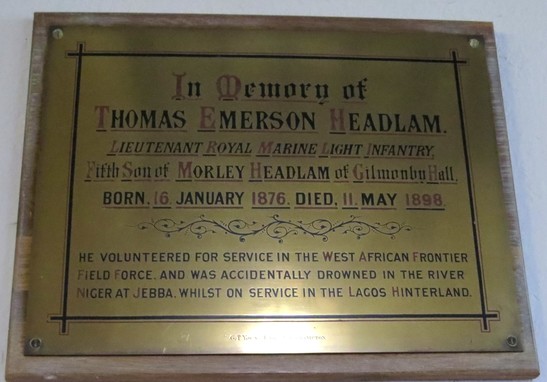 In Memory of
THOMAS EMERSON HEADLAM.
LIEUTENANT ROYAL MARINE LIGHT INFANTRY,
Fifth Son of MORLEY HEADLAM of Gilmonby Hall,
BORN, 16. JANUARY 1876. DIED, 11. MAY 1898.
HE VOLUNTEERED FOR SERVICE IN THE WEST AFRICAN FRONTIER
FIELD FORCE, AND WAS ACCIDENTALLY DROWNED IN THE RIVER
NIGER AT JEBBA, WHILST ON SERVICE IN THE LAGOS HINTERLAND.